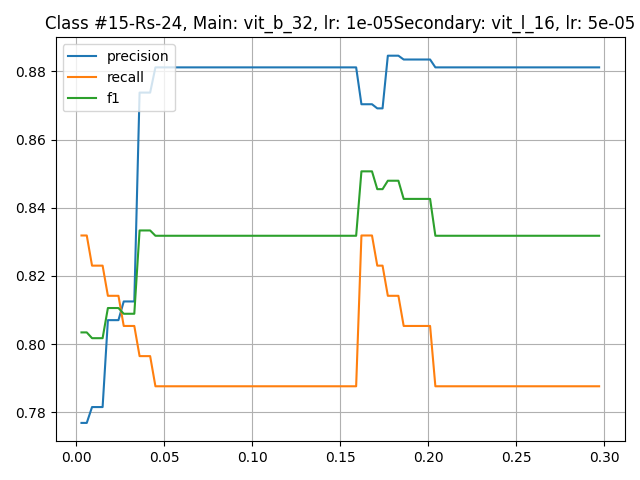 Class #15-Rs-24, Main: vit_b_32, lr: 1e-05Secondary: vit_l_16, lr: 5e-05
precision
recall
f1
0.88
0.86
0.84
0.82
0.80
0.78
0.00 0.05 0.10 0.15 0.20 0.25 0.30